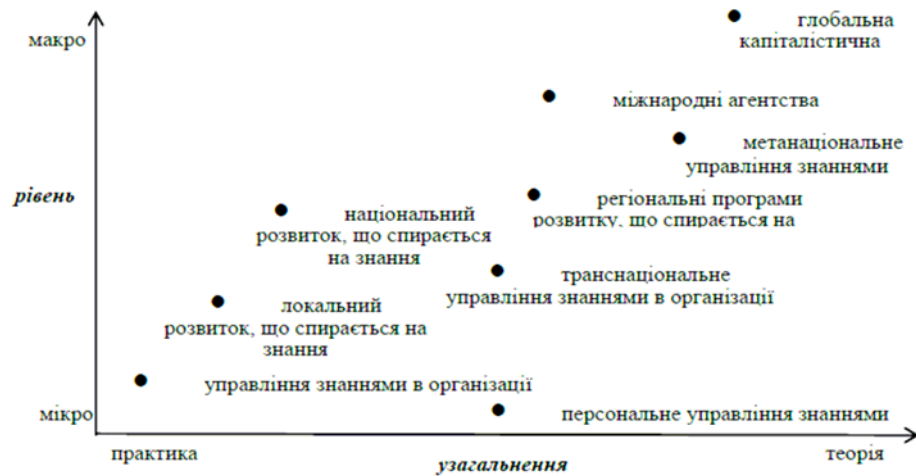 глобальна
капіталістична
макро
міжнародні агентства
метанаціональне
управління знаннями
рівень
регіональні програми
розвитку, що спирається на
національний
розвиток, що спирається
на знання
транснаціональне
управління знаннями в організації
локальний
розвиток, що спирається на
знання
управління знаннями в організації
мікро
персональне управління знаннями
практика
теорія
узагальнення